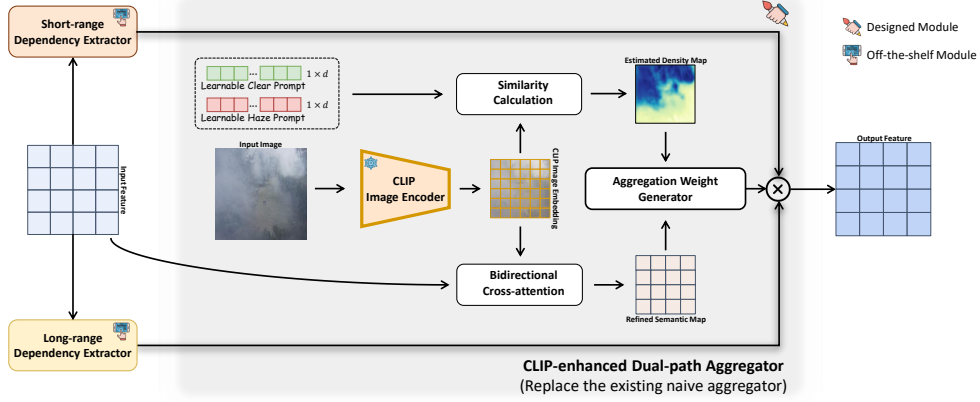 Short-range
Dependency Extractor
Designed Module
Off-the-shelf Module
... ... 1 × d
Learnable Clear Prompt
... ... 1 × d
Learnable Haze Prompt
Similarity
Calculation
Estimated Density Map
Input Feature
Input Image
CLIP
Image Encoder
CLIP Image Embedding
Aggregation Weight
Generator
Output Feature
Bidirectional
Cross-attention
Refined Semantic Map
Long-range
Dependency Extractor
CLIP-enhanced Dual-path Aggregator
(Replace the existing naive aggregator)